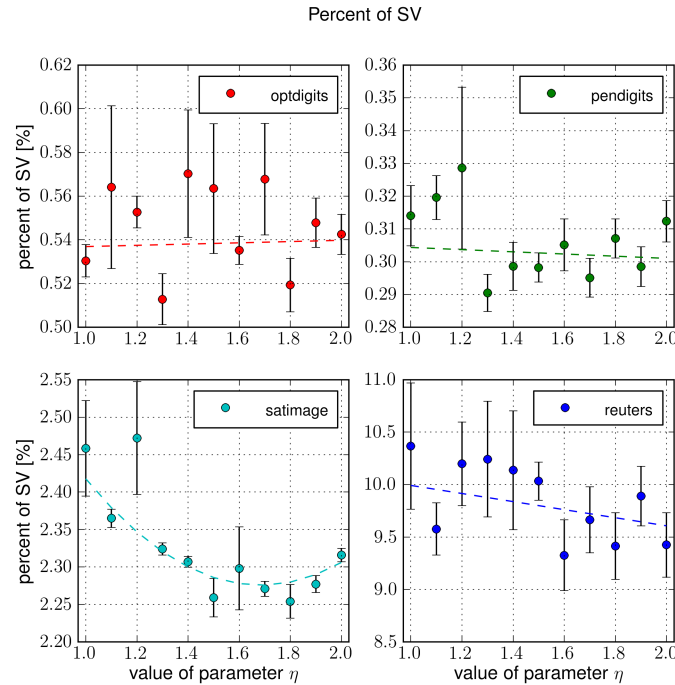 Percent of SV
optdigits
percent of SV [%]
0.62
0.60
0.58
0.56
0.54
0.52
0.50
1.0 1.2 1.4 1.6 1.8 2.0
pendigits
0.36
0.35
0.34
0.33
0.32
0.31
0.30
0.29
0.28
1.0 1.2 1.4 1.6 1.8 2.0
satimage
percent of SV [%]
2.55
2.50
2.45
2.40
2.35
2.30
2.25
2.20
1.0 1.2 1.4 1.6 1.8 2.0
value of parameter η
reuters
11.0
10.5
10.0
9.5
9.0
8.5
1.0 1.2 1.4 1.6 1.8 2.0
value of parameter η